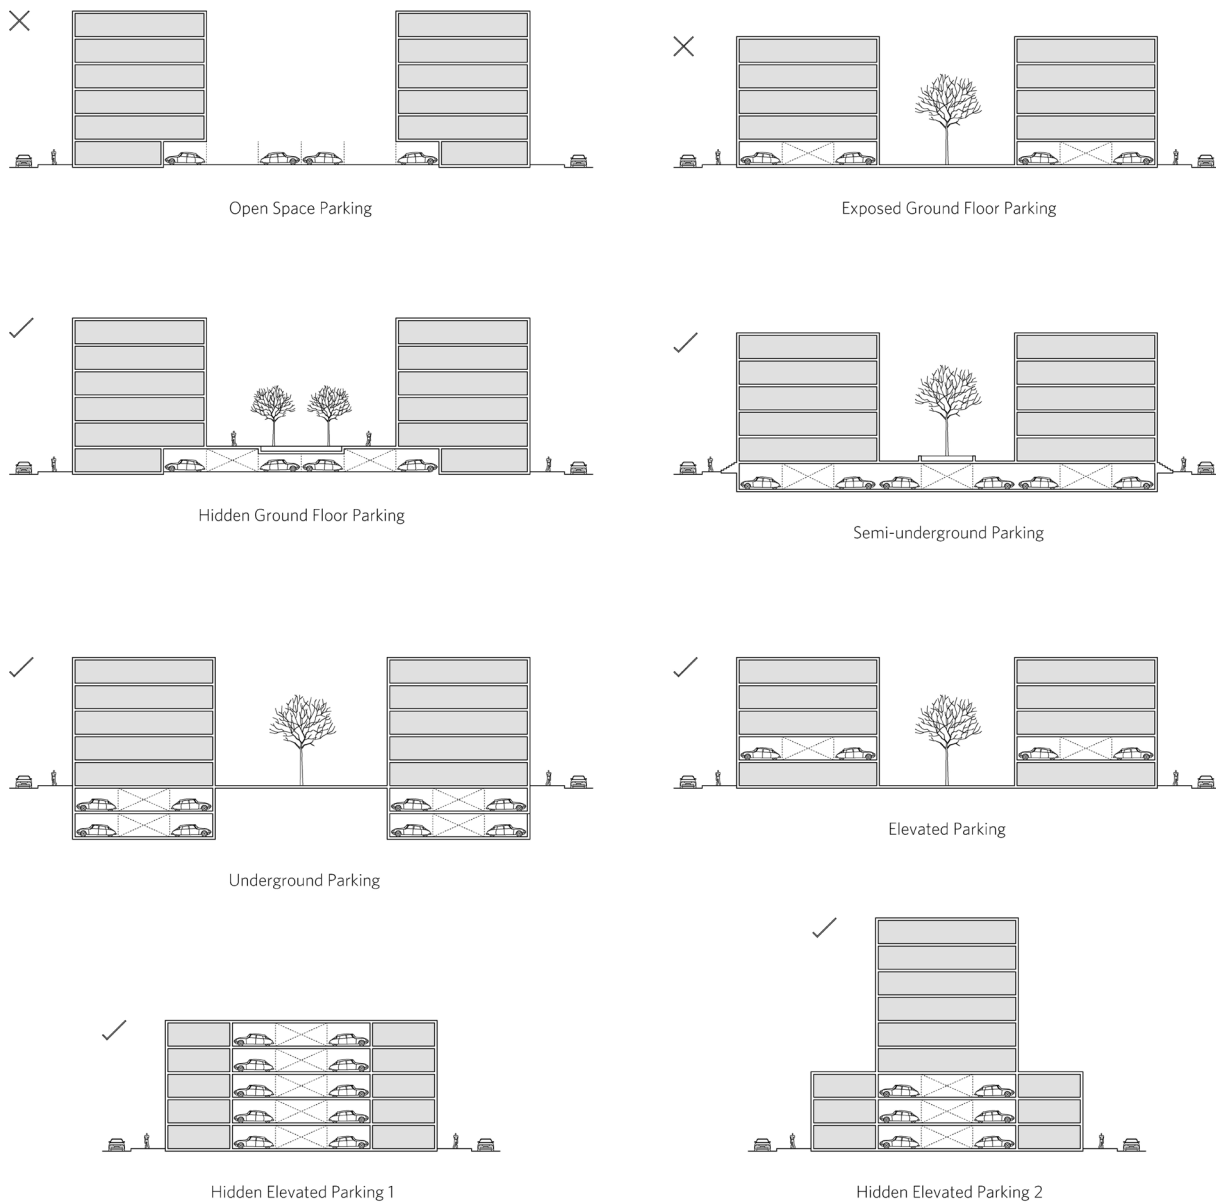 Open Space Parking
Exposed Ground Floor Parking
Hidden Ground Floor Parking
Semi-underground Parking
Underground Parking
Elevated Parking
Hidden Elevated Parking 1
Hidden Elevated Parking 2